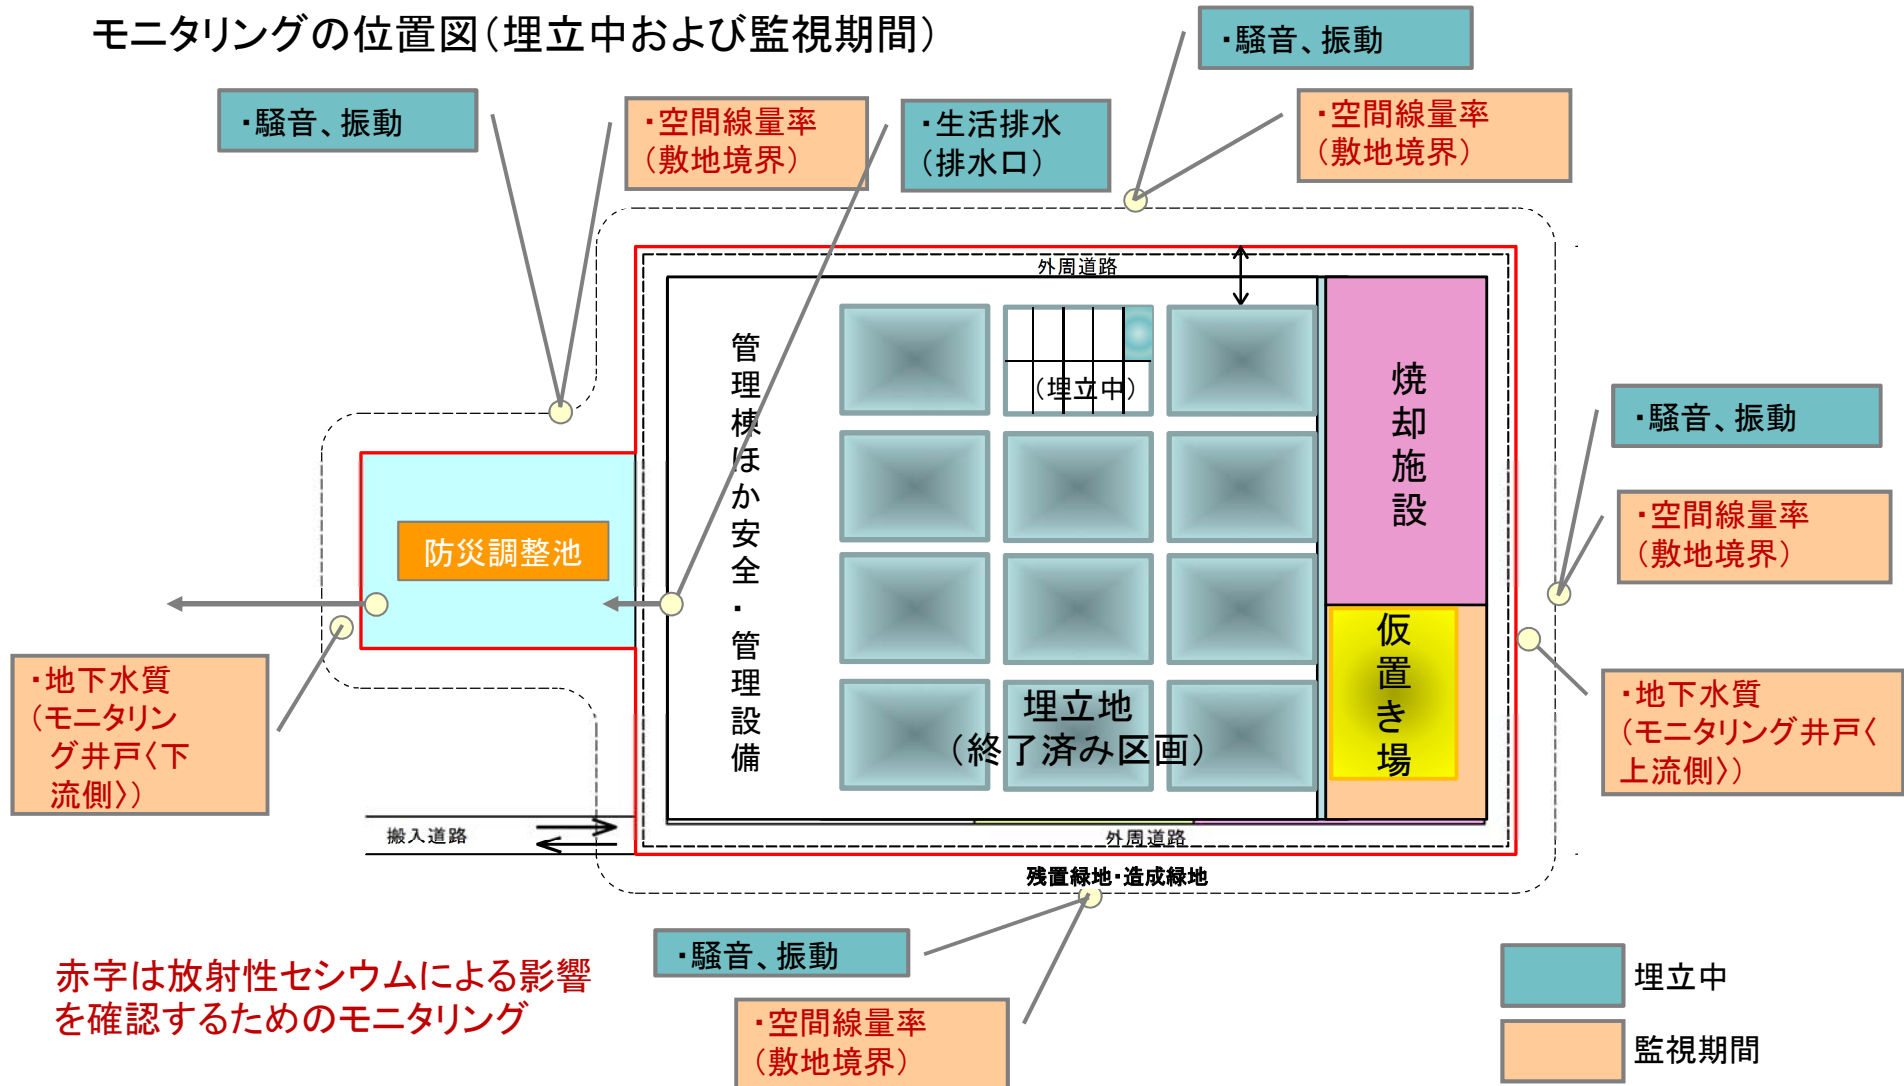 モニタリングの位置図（埋立中および監視期間）
・騒音、振動
・騒音、振動
・空間線量率
（敷地境界）
・生活排水
（排水口）
・空間線量率
（敷地境界）
外周道路
管理棟ほか安全・管理設備
（埋立中）
焼却施設
・騒音、振動
・空間線量率
（敷地境界）
防災調整池
仮置き場
・地下水質
（モニタリン
グ井戸〈下
流側〉）
埋立地
（終了済み区画）
・地下水質
（モニタリング井戸〈
上流側〉）
搬入道路
外周道路
残置緑地・造成緑地
・騒音、振動
・空間線量率
（敷地境界）
赤字は放射性セシウムによる影響
を確認するためのモニタリング
埋立中
監視期間